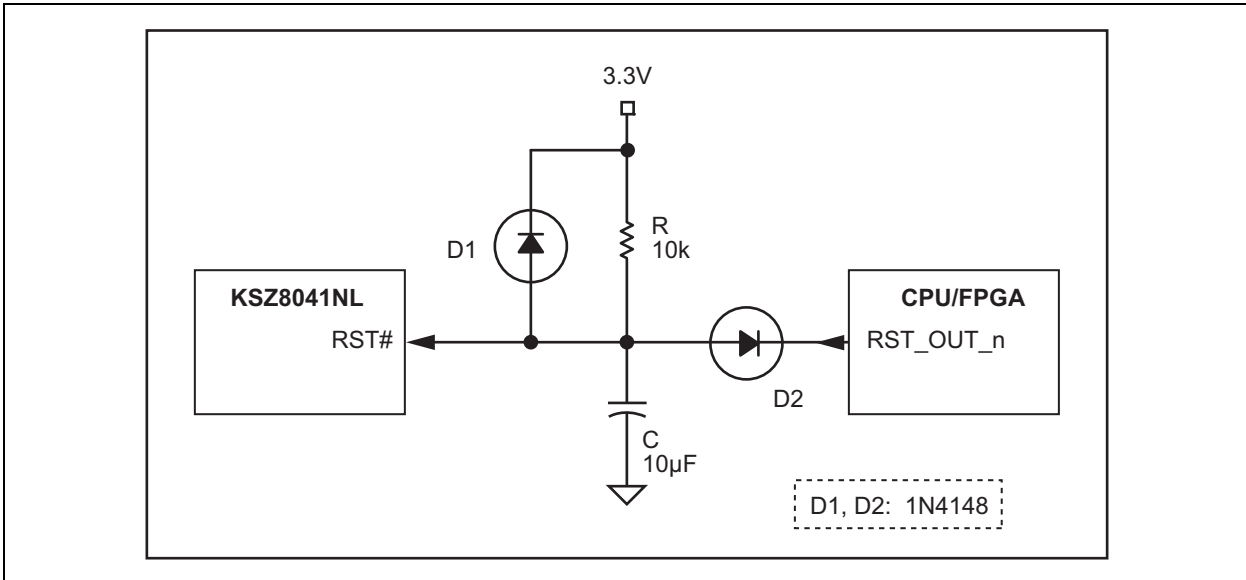 3.3V
D1
R
10k
KSZ8041NL
RST#
CPU/FPGA
RST_OUT_n
D2
C
10µF
D1, D2: 1N4148